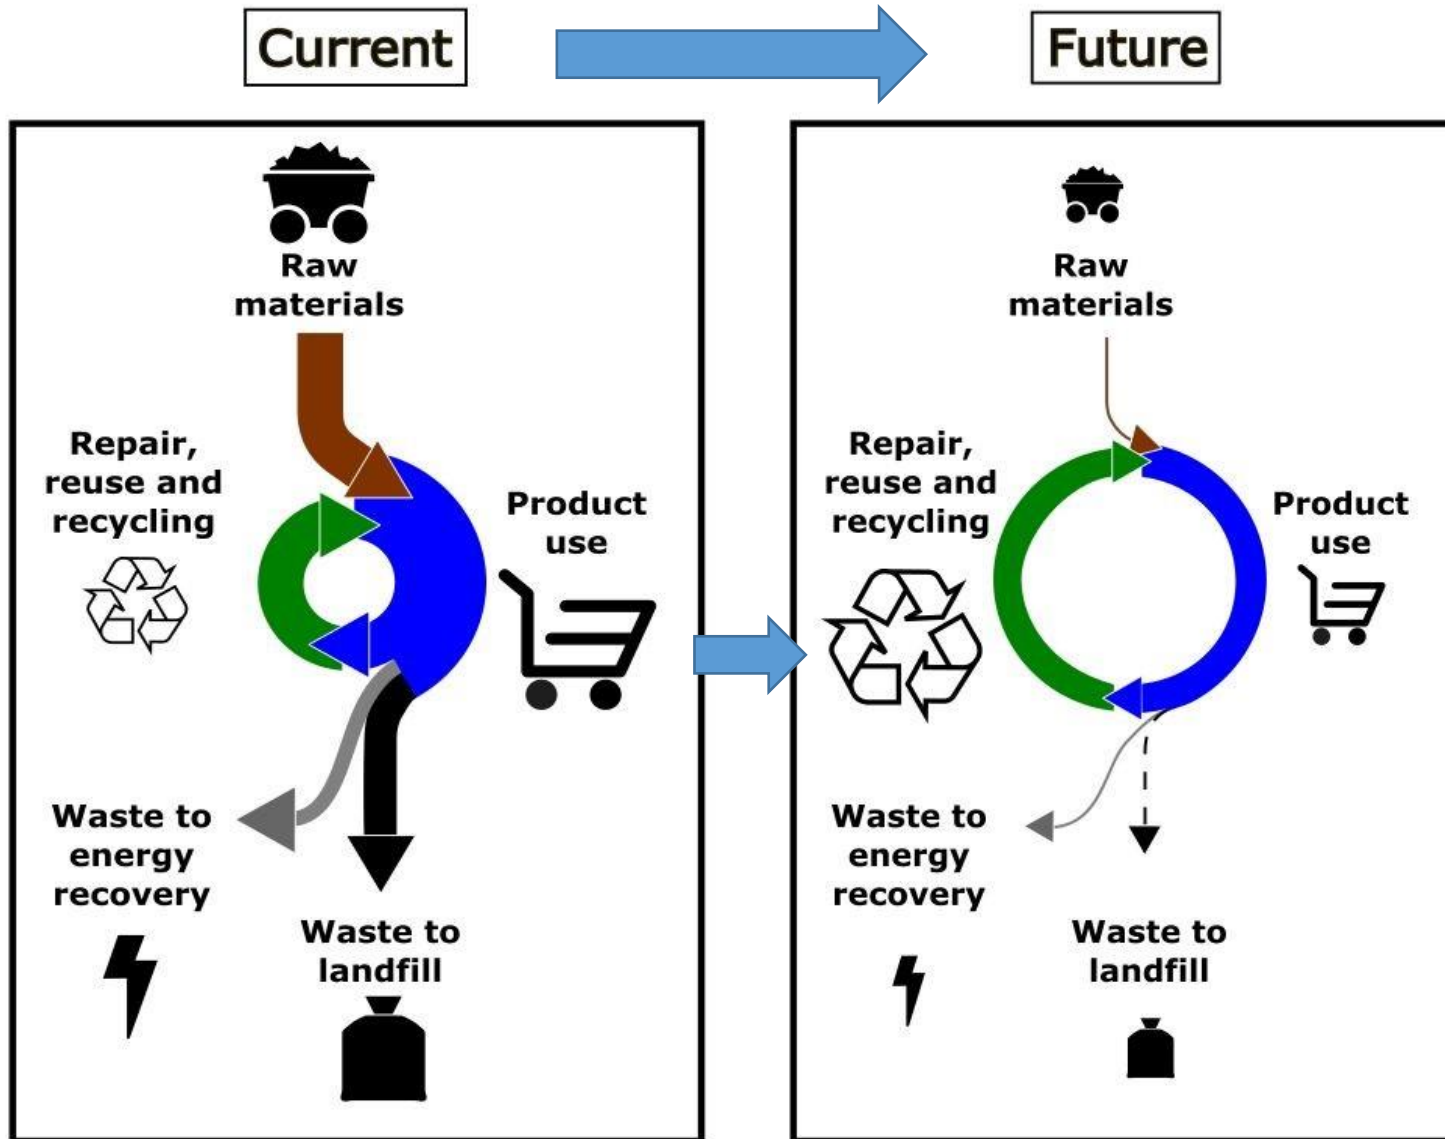 Current
Future
Raw
materials
Repair,
reuse and
recycling
Product
use
Waste to
energy
recovery
Waste to
landfill
Raw
materials
Repair,
reuse and
recycling
Product
use
Waste to
energy
recovery
Waste to
landfill